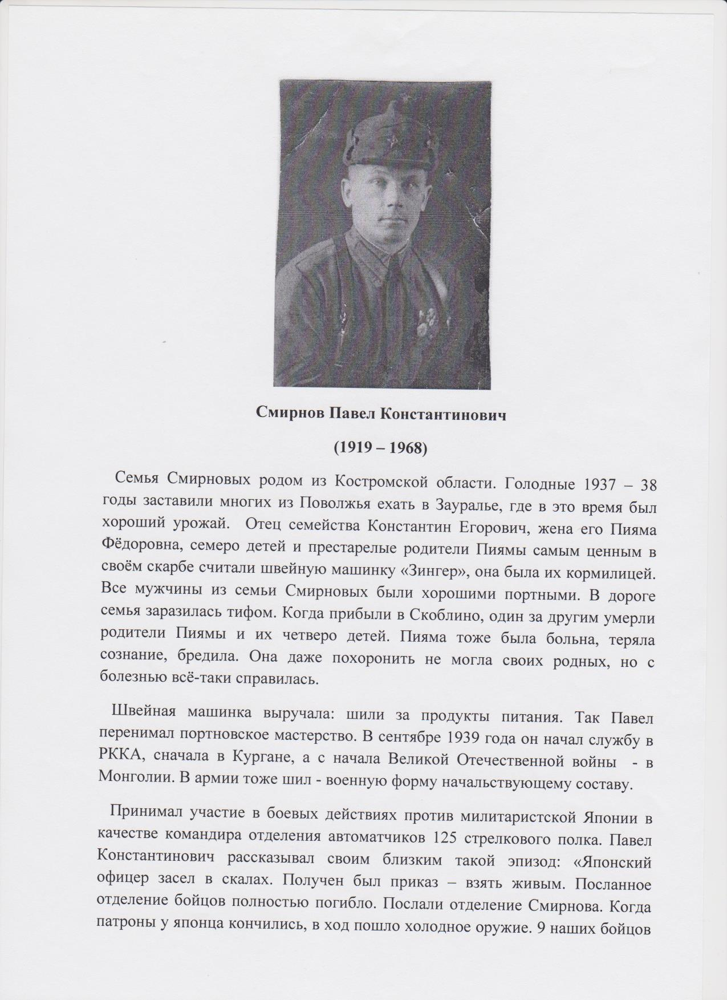 Смирнов Павел Константинович
(1919 – 1968)
Семья Смирновых родом из Костромской области. Голодные 1937 – 38
годы заставили многих из Поволжья ехать в Зауралье, где в это время был
хороший урожай. Отец семейства Константин Егорович, жена его Пияма
Фёдоровна, семеро детей и престарелые родители Пиямы самым ценным в
своём скарбе считали швейную машинку «Зингер», она была их кормилицей.
Все мужчины из семьи Смирновых были хорошими портными. В дороге
семья заразилась тифом. Когда прибыли в Скоблино, один за другим умерли
родители Пиямы и их четверо детей. Пияма тоже была больна, теряла
сознание, бредила. Она даже похоронить не могла своих родных, но с
болезнью всё-таки справилась.
Швейная машинка выручала: шили за продукты питания. Так Павел
перенимал портновское мастерство. В сентябре 1939 года он начал службу в
РККА, сначала в Кургане, а с начала Великой Отечественной войны - в
Монголии. В армии тоже шил - военную форму начальствующему составу.
Принимал участие в боевых действиях против милитаристской Японии в
качестве командира отделения автоматчиков 125 стрелкового полка. Павел
Константинович рассказывал своим близким такой эпизод: «Японский
офицер засел в скалах. Получен был приказ – взять живым. Посланное
отделение бойцов полностью погибло. Послали отделение Смирнова. Когда
патроны у японца кончились, в ход пошло холодное оружие. 9 наших бойцов